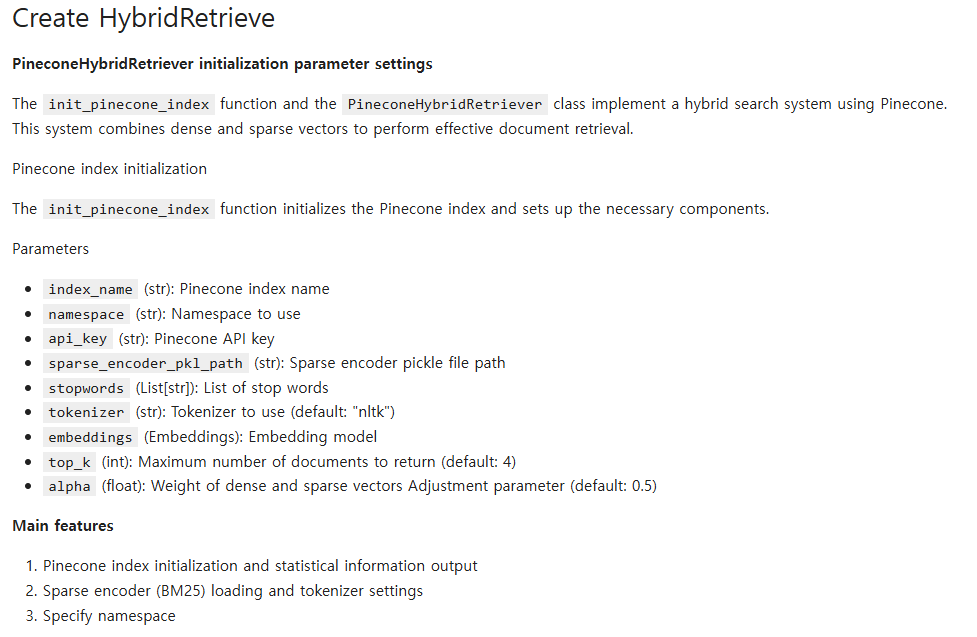 Create HybridRetrieve
PineconeHybridRetriever initialization parameter settings
The init_pinecone_index function and the PineconeHybridRetriever class implement a hybrid search system using Pinecone.
This system combines dense and sparse vectors to perform effective document retrieval.
Pinecone index initialization
The init_pinecone_index function initializes the Pinecone index and sets up the necessary components.
Parameters
• index_name (str): Pinecone index name
• namespace (str): Namespace to use
• api_key (str): Pinecone API key
• sparse_encoder_pkl_path (str): Sparse encoder pickle file path
• stopwords (List[str]): List of stop words
• tokenizer (str): Tokenizer to use (default: "nltk")
• embeddings (Embeddings): Embedding model
• top_k (int): Maximum number of documents to return (default: 4)
• alpha (float): Weight of dense and sparse vectors Adjustment parameter (default: 0.5)
Main features
1. Pinecone index initialization and statistical information output
2. Sparse encoder (BM25) loading and tokenizer settings
3. Specify namespace